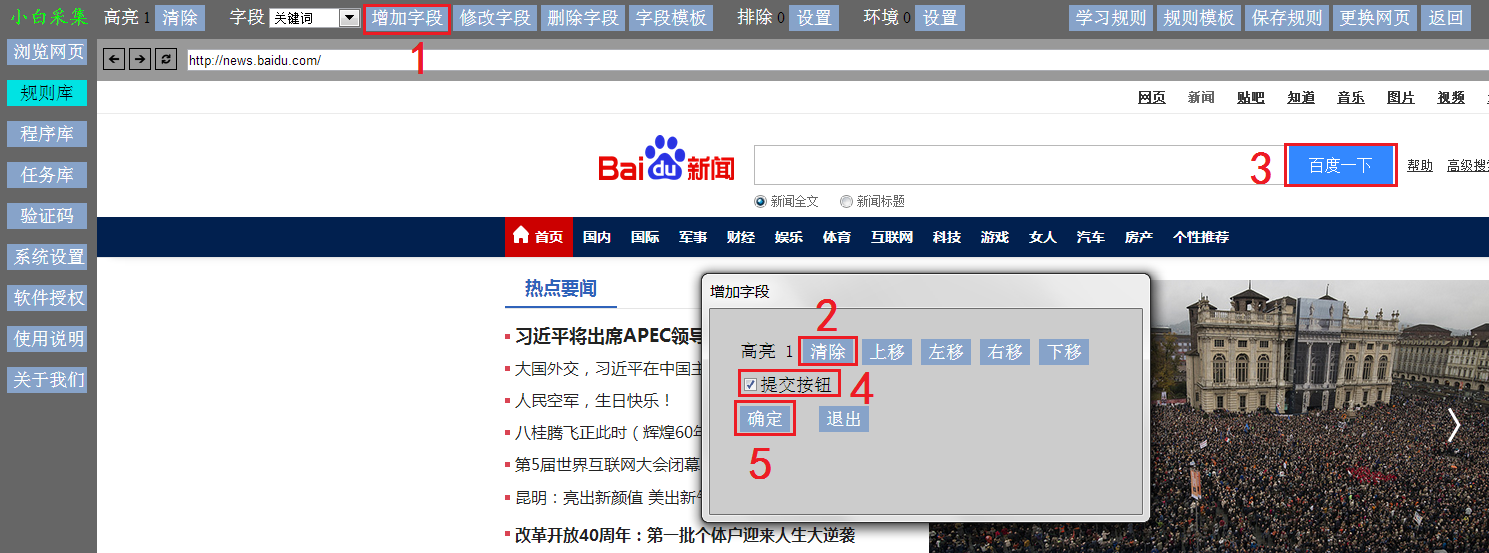 小白采集 高亮 1 清除 字段 关键词 增加字段 修改字段 删除字段 字段模板 排除 0 设置 环境 0 设置 学习规则 规则模板 保存规则 更换网页 返回
1
浏览网页
http://news.baidu.com/
规则库
网页 新闻 贴吧 知道 音乐 图片 视频
程序库
Bai du 新闻 3 百度一下 帮助 高级搜索
任务库
新闻全文 新闻标题
验证码
首页 国内 国际 军事 财经 娱乐 体育 互联网 科技 游戏 女人 汽车 房产 个性推荐
系统设置
软件授权
使用说明
关于我们
热点要闻
习近平将出席APEC领导
大国外交，习近平在中国主
人民空军，生日快乐！
八桂腾飞正此时（辉煌60年
第5届世界互联网大会闭幕
昆明：亮出新颜值 美出新
改革开放40周年：第一批个体户迎来人生大逆袭
增加字段
2
高亮 1 清除 上移 左移 右移 下移
提交按钮 4
确定 退出
5